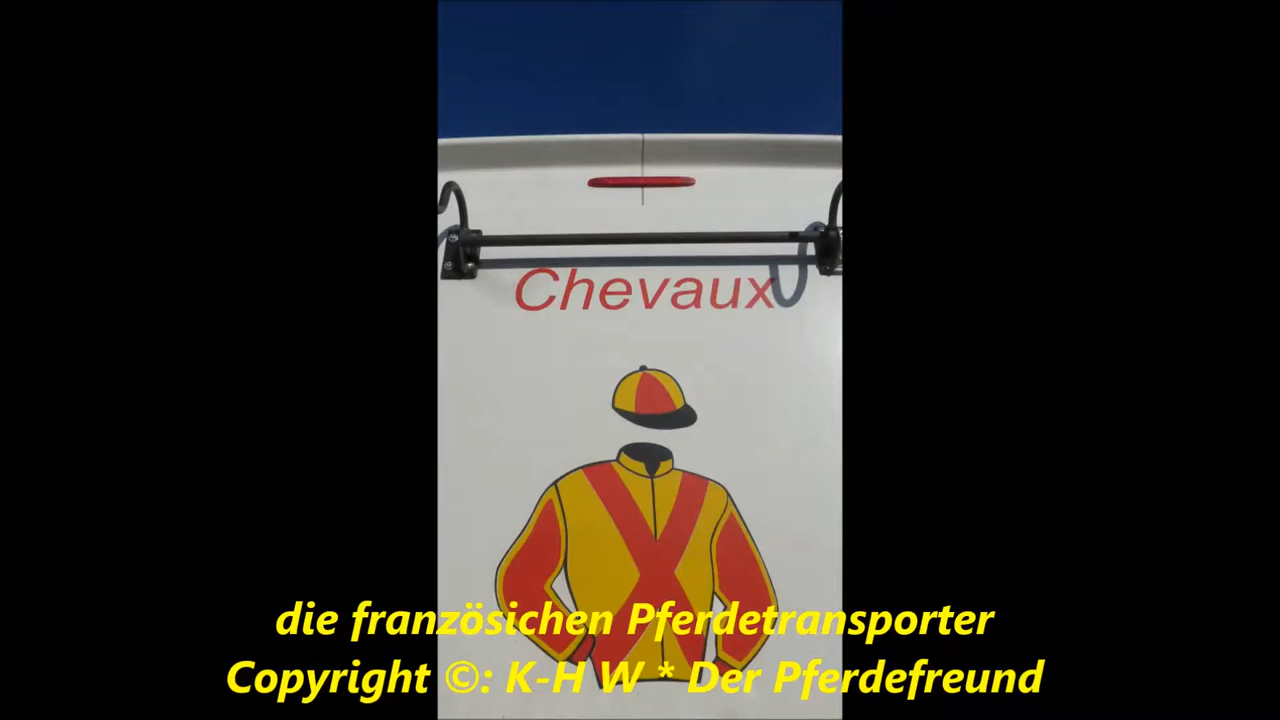 Chevaux
die französichen Pferdetransporter
Copyright ©: K-H W * Der Pferdefreund